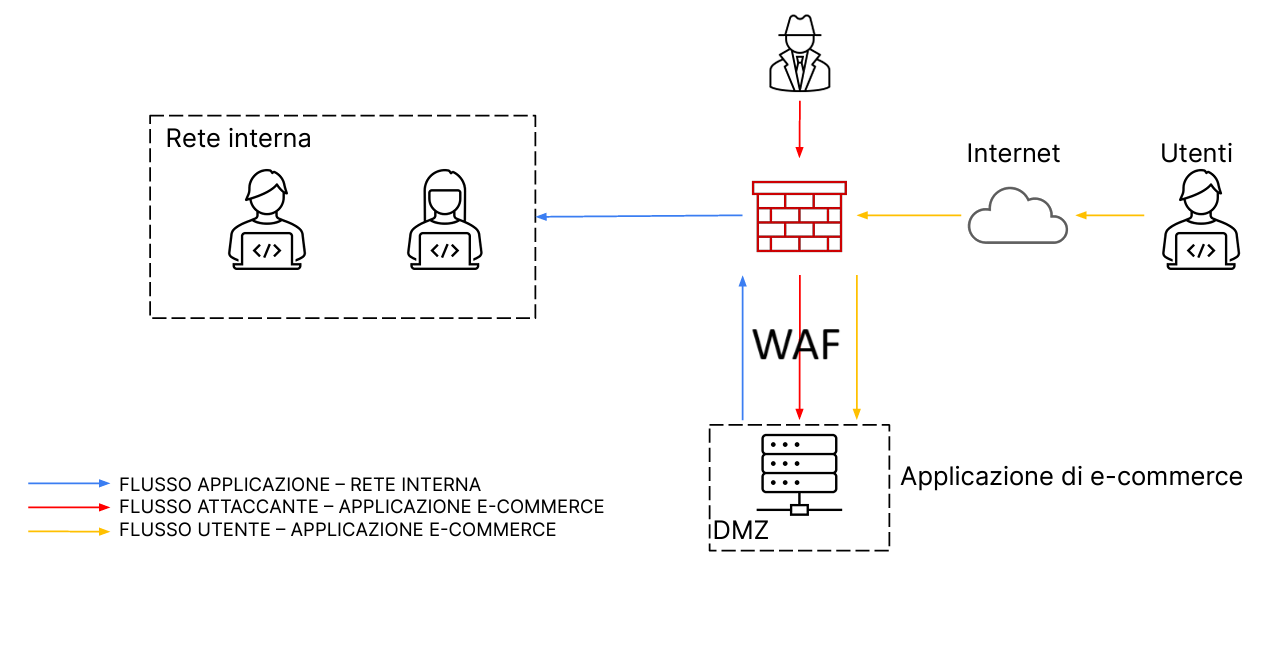 Rete interna
Internet
Utenti
WAF
Applicazione di e-commerce
DMZ
FLUSSO APPLICAZIONE – RETE INTERNA
FLUSSO ATTACCANTE – APPLICAZIONE E-COMMERCE
FLUSSO UTENTE – APPLICAZIONE E-COMMERCE